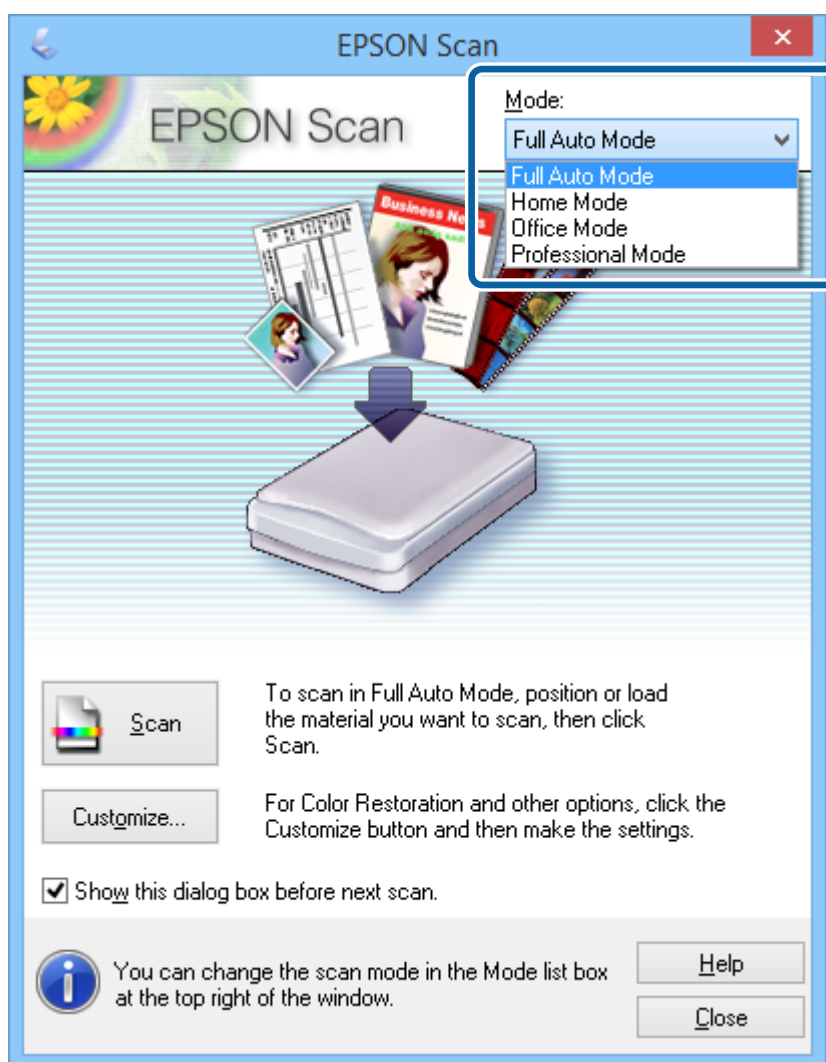 EPSON Scan
EPSON Scan
Mode:
Full Auto Mode
Full Auto Mode
Home Mode
Office Mode
Professional Mode
Business
Scan
To scan in Full Auto Mode, position or load
the material you want to scan, then click
Scan.
Customize...
For Color Restoration and other options, click the
Customize button and then make the settings.
Show this dialog box before next scan.
You can change the scan mode in the Mode list box
at the top right of the window.
Help
Close